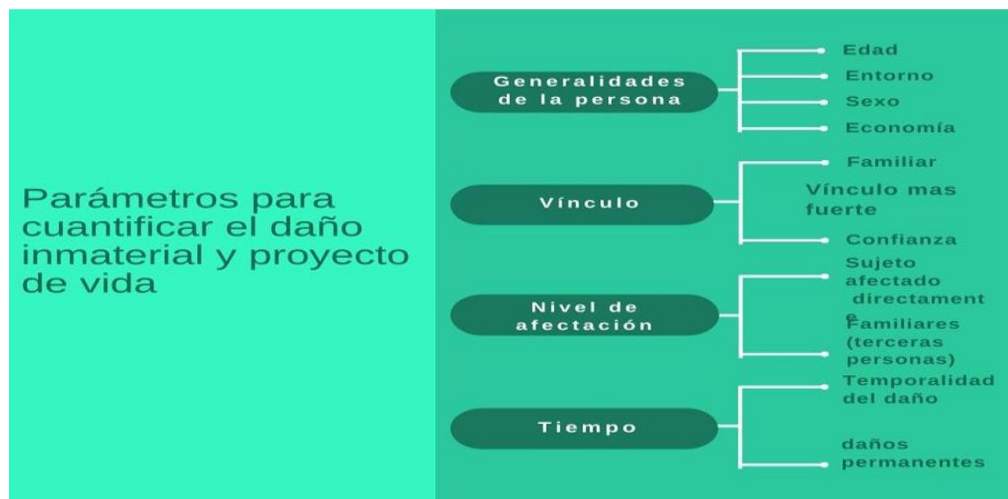 Parámetros para
cuantificar el daño
inmaterial y proyecto
de vida
Generalidades
de la persona
Edad
Entorno
Sexo
Economía
Vínculo
Familiar
Vínculo mas
fuerte
Confianza
Nivel de
afectación
Sujeto
afectado
directament
e
Familiares
(terceras
personas)
Tiempo
Temporalidad
del daño
daños
permanentes